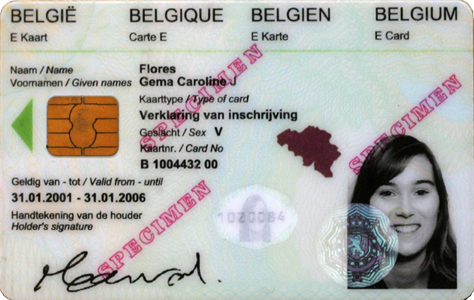 BELGIË BELGIQUE BELGIEN BELGIUM
E Kaart Carte E E Karte E Card
Naam / Name Flores
Voornamen / Given names Gema Caroline J
Kaarttype / Type of card
Verklaring van inschrijving
Geslacht / Sex V
Kaartnr. / Card No
B 1004432 00
Geldig van - tot / Valid from - until
31.01.2001 - 31.01.2006
Handtekening van de houder
Holder's signature
SPECIMEN
SPECIMEN
SPECIMEN